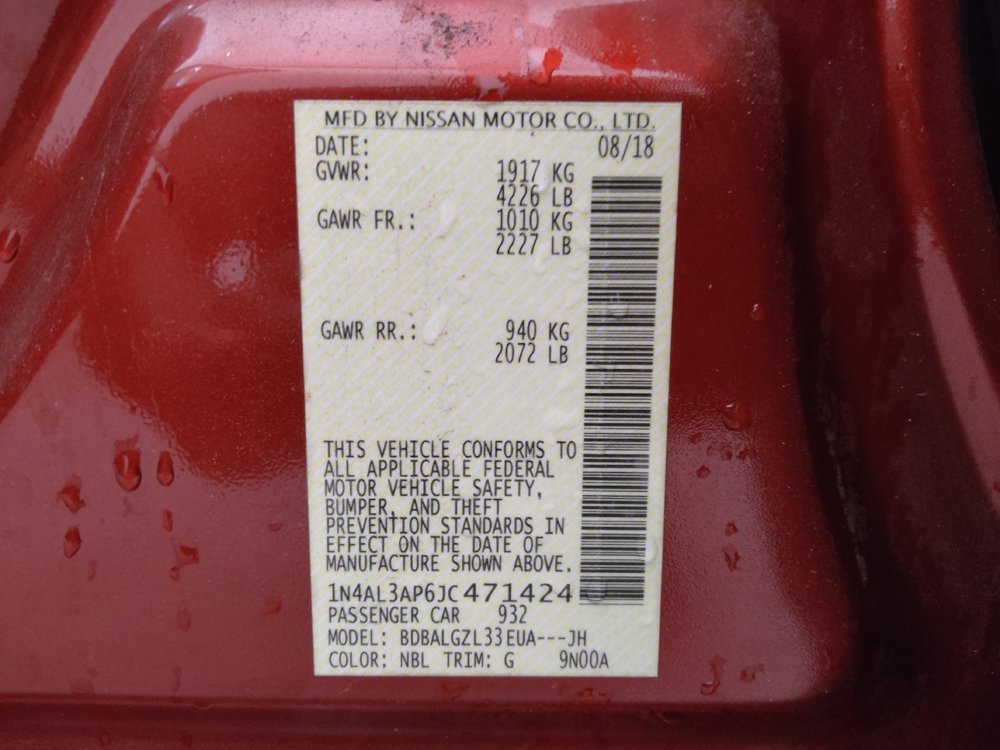 MFD BY NISSAN MOTOR CO., LTD.
DATE: 08/18
GVWR: 1917 KG
4226 LB
GAWR FR.: 1010 KG
2227 LB
GAWR RR.: 940 KG
2072 LB
THIS VEHICLE CONFORMS TO
ALL APPLICABLE FEDERAL
MOTOR VEHICLE SAFETY,
BUMPER, AND THEFT
PREVENTION STANDARDS IN
EFFECT ON THE DATE OF
MANUFACTURE SHOWN ABOVE.
1N4AL3AP6JC471424
PASSENGER CAR 932
MODEL: BDBALGZL33EUA---JH
COLOR: NBL TRIM: G 9N00A